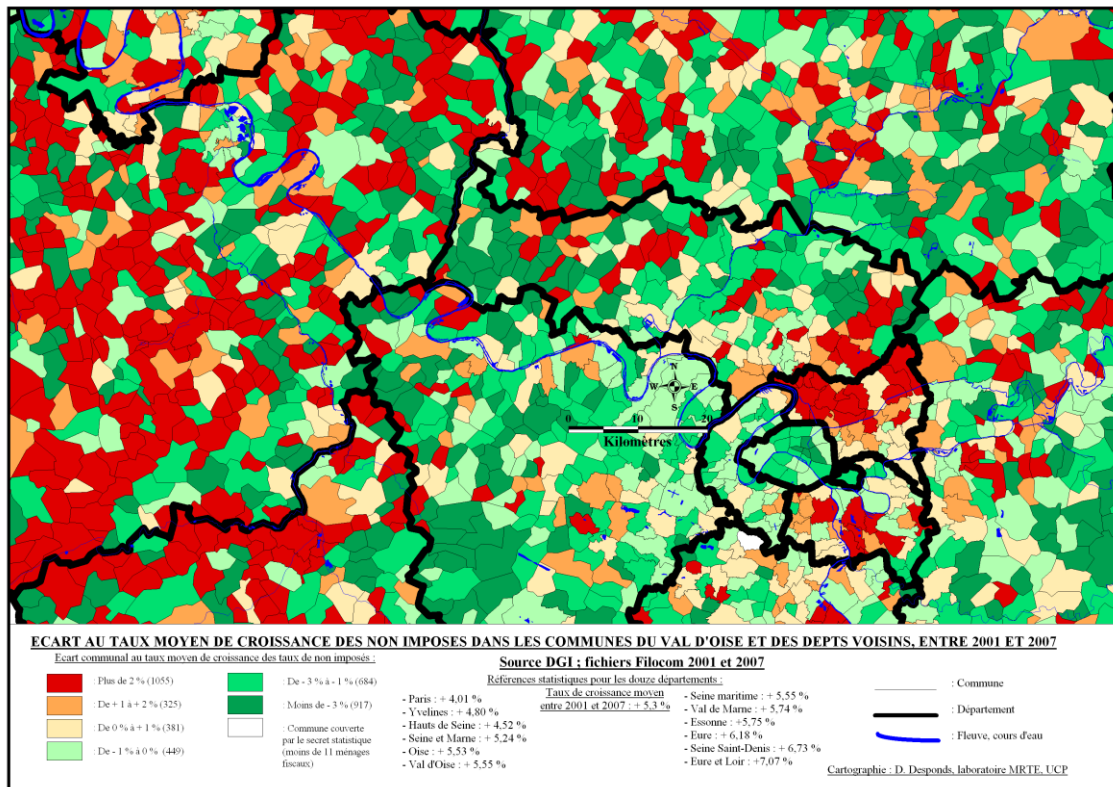 N
W E
S
0 10 20
Kilomètres
ECART AU TAUX MOYEN DE CROISSANCE DES NON IMPOSES DANS LES COMMUNES DU VAL D'OISE ET DES DEPTS VOISINS, ENTRE 2001 ET 2007
Ecart communal au taux moyen de croissance des taux de non imposés :
: Plus de 2 % (1055)
: De + 1 à + 2 % (325)
: De 0 % à + 1 % (381)
: De - 1 % à 0 % (449)
: De - 3 % à - 1 % (684)
: Moins de - 3 % (917)
: Commune couverte
par le secret statistique
(moins de 11 ménages
fiscaux)
Source DGI ; fichiers Filocom 2001 et 2007
Références statistiques pour les douze départements :
Taux de croissance moyen
entre 2001 et 2007 : + 5,3 %
- Paris : + 4,01 %
- Yvelines : + 4,80 %
- Hauts de Seine : + 4,52 %
- Seine et Marne : + 5,24 %
- Oise : + 5,53 %
- Val d'Oise : + 5,55 %
- Seine maritime : + 5,55 %
- Val de Marne : + 5,74 %
- Essonne : +5,75 %
- Eure : + 6,18 %
- Seine Saint-Denis : + 6,73 %
- Eure et Loir : +7,07 %
: Commune
: Département
: Fleuve, cours d'eau
Cartographie : D. Desponds, laboratoire MRTE, UCP